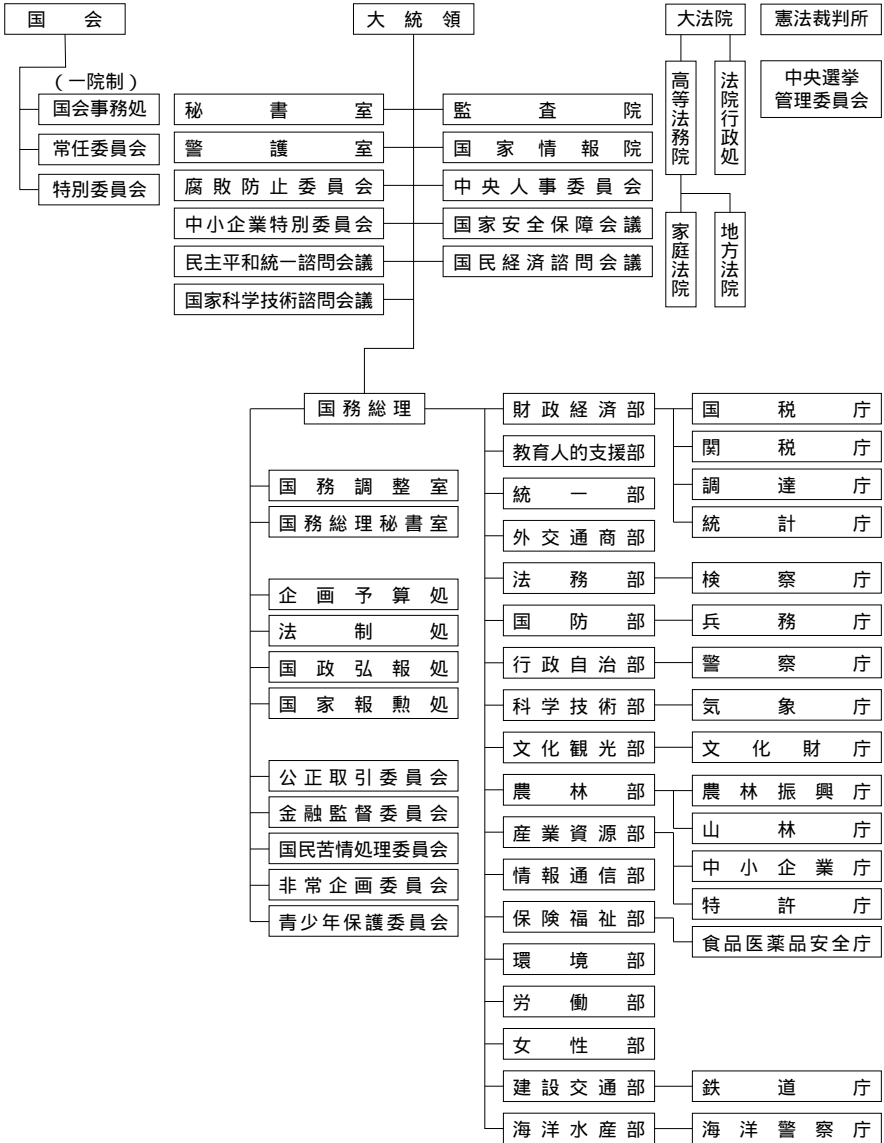 国会
（一院制）
国会事務処
常任委員会
特別委員会
大統領
秘書室
監査院
警護室
国家情報院
腐敗防止委員会
中央人事委員会
中小企業特別委員会
国家安全保障会議
民主平和統一諮問会議
国民経済諮問会議
国家科学技術諮問会議
大法院
高等法務院
法院行政処
家庭法院
地方法院
憲法裁判所
中央選挙
管理委員会
国務総理
国務調整室
国務総理秘書室
企画予算処
法制処
国政弘報処
国家報勲処
公正取引委員会
金融監督委員会
国民苦情処理委員会
非常企画委員会
青少年保護委員会
財政経済部
国税庁
関税庁
調達庁
統計庁
教育人的支援部
統一部
外交通商部
法務部
検察庁
国防部
兵務庁
行政自治部
警察庁
科学技術部
気象庁
文化観光部
文化財庁
農林部
農林振興庁
山林庁
産業資源部
中小企業庁
特許庁
情報通信部
保険福祉部
食品医薬品安全庁
環境部
労働部
女性部
建設交通部
鉄道庁
海洋水産部
海洋警察庁